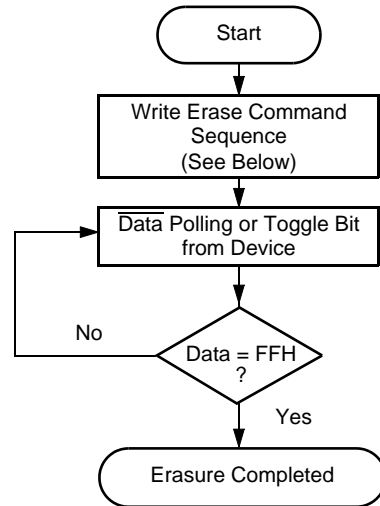 Start
Write Erase Command
Sequence
(See Below)
Data Polling or Toggle Bit
from Device
No
Data = FFH
?
Yes
Erasure Completed